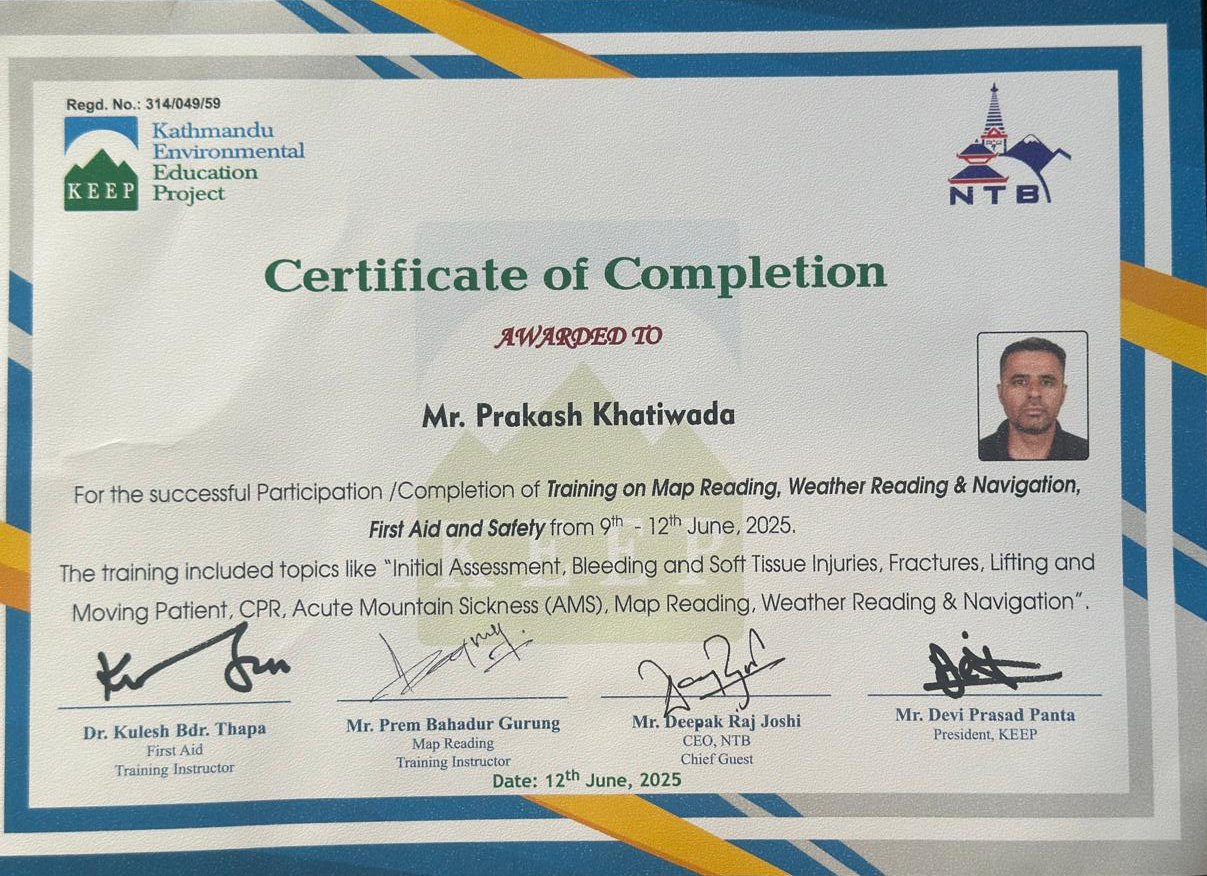 Regd. No.: 314/049/59
KEEP
Kathmandu
Environmental
Education
Project
NTB
Certificate of Completion
AWARDED TO
Mr. Prakash Khatiwada
For the successful Participation /Completion of Training on Map Reading, Weather Reading & Navigation,
First Aid and Safety from 9th - 12th June, 2025.
The training included topics like "Initial Assessment, Bleeding and Soft Tissue Injuries, Fractures, Lifting and
Moving Patient, CPR, Acute Mountain Sickness (AMS), Map Reading, Weather Reading & Navigation".
KEEP
Dr. Kulesh Bdr. Thapa
First Aid
Training Instructor
Mr. Prem Bahadur Gurung
Map Reading
Training Instructor
Mr. Deepak Raj Joshi
CEO, NTB
Chief Guest
Mr. Devi Prasad Panta
President, KEEP
Date: 12th June, 2025